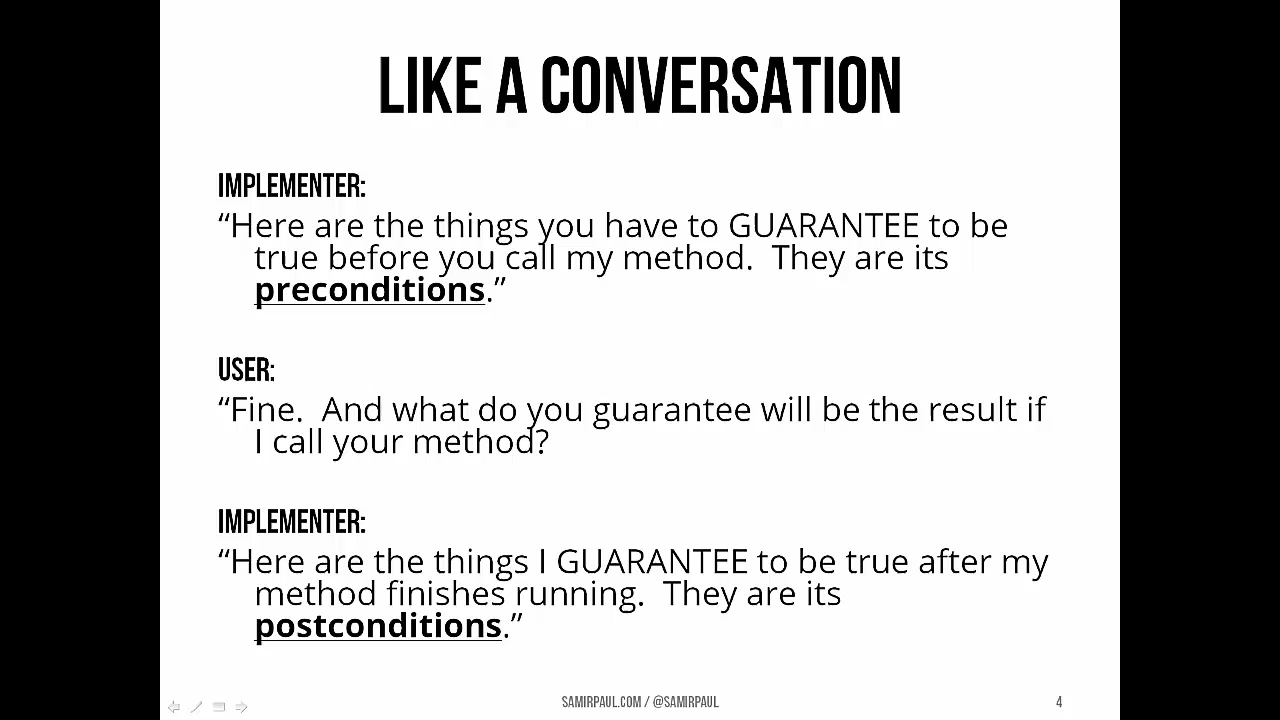 LIKE A CONVERSATION
IMPLEMENTER:
“Here are the things you have to GUARANTEE to be
true before you call my method.  They are its
preconditions.”
USER:
“Fine.  And what do you guarantee will be the result if
I call your method?
IMPLEMENTER:
“Here are the things I GUARANTEE to be true after my
method finishes running.  They are its
postconditions.”
SAMIRPAUL.COM / @SAMIRPAUL
4